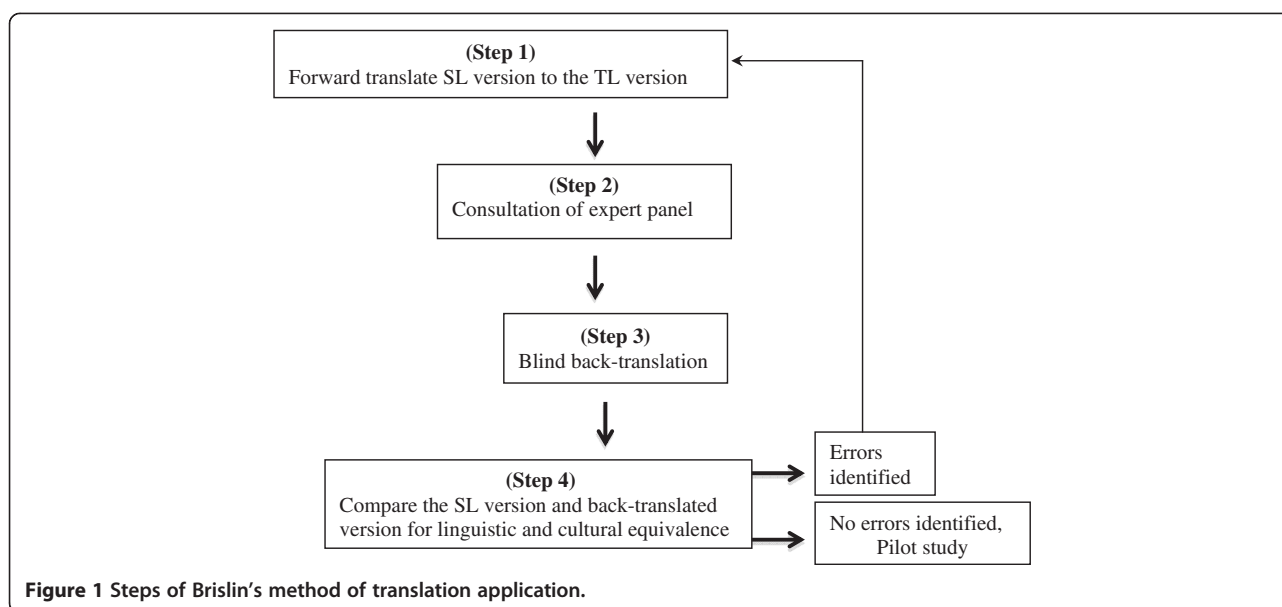 (Step 1)
Forward translate SL version to the TL version
(Step 2)
Consultation of expert panel
(Step 3)
Blind back-translation
(Step 4)
Compare the SL version and back-translated
version for linguistic and cultural equivalence
Errors
identified
No errors identified,
Pilot study
Figure 1 Steps of Brislin’s method of translation application.